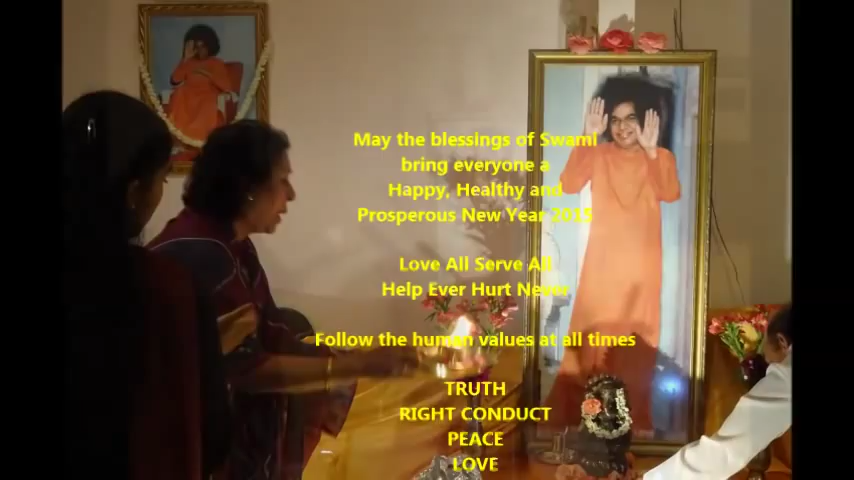 May the blessings of Swami
bring everyone a
Happy, Healthy and
Prosperous New Year 2015
Love All Serve All
Help Ever Hurt Never
Follow the human values at all times
TRUTH
RIGHT CONDUCT
PEACE
LOVE